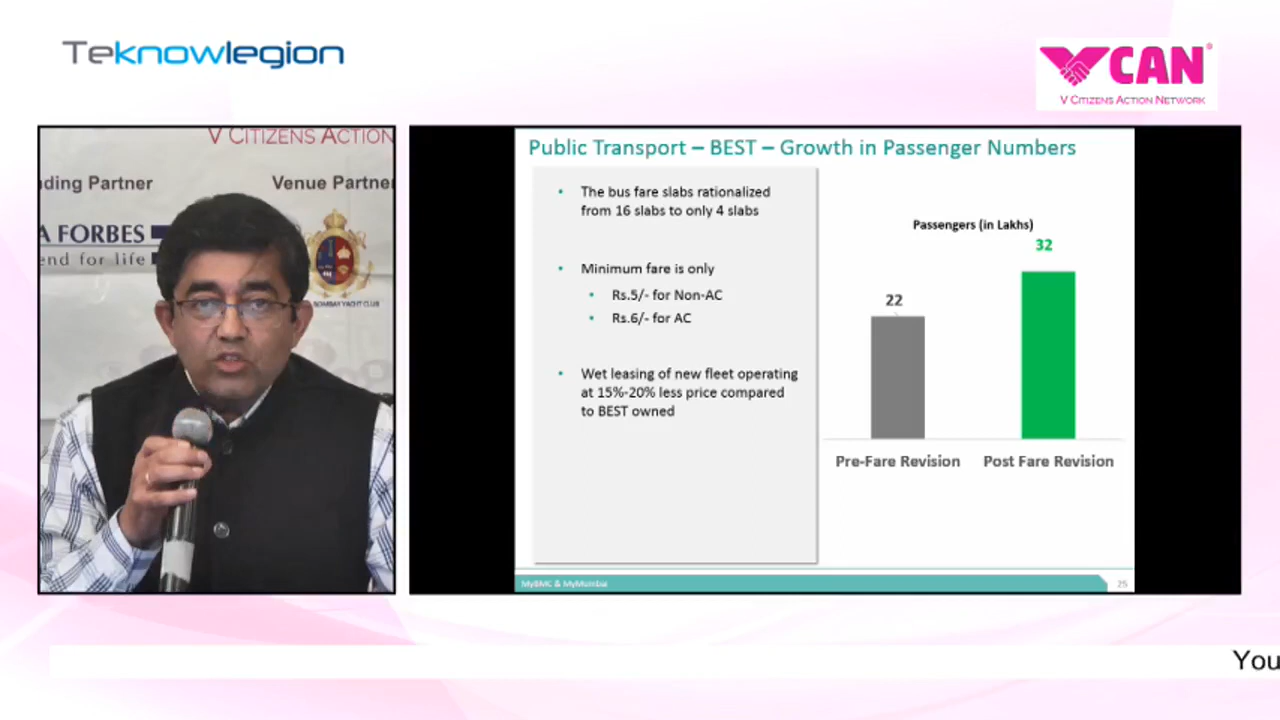 Teknowlegion
VCAN®
V CITIZENS ACTION NETWORK
V CITIZENS ACTION
ding Partner
Venue Partner
A FORBES
end for life
BOMBAY YACHT CLUB
Public Transport – BEST – Growth in Passenger Numbers
• The bus fare slabs rationalized
from 16 slabs to only 4 slabs
• Minimum fare is only
• Rs.5/- for Non-AC
• Rs.6/- for AC
• Wet leasing of new fleet operating
at 15%-20% less price compared
to BEST owned
Passengers (in Lakhs)
22
32
Pre-Fare Revision
Post Fare Revision
MyBMC & MyMumbai
25
You